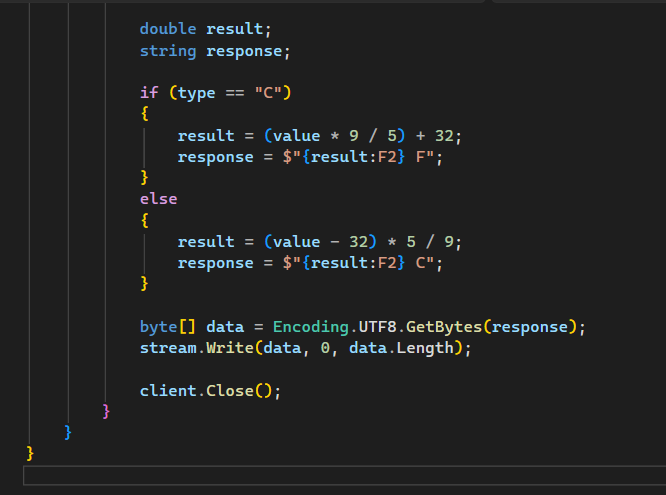 double result;
string response;
if (type == "C")
{
result = (value * 9 / 5) + 32;
response = $"{result:F2} F";
}
else
{
result = (value - 32) * 5 / 9;
response = $"{result:F2} C";
}
byte[] data = Encoding.UTF8.GetBytes(response);
stream.Write(data, 0, data.Length);
client.Close();
}
}
}